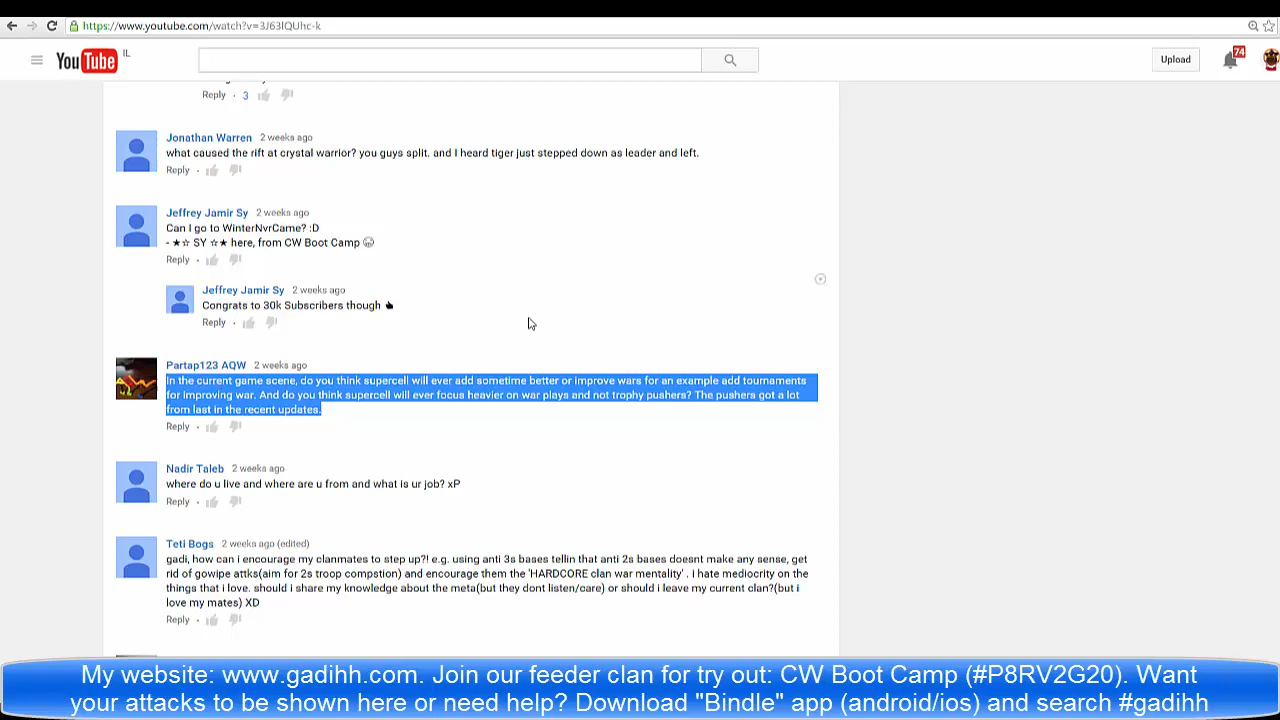 https://www.youtube.com/watch?v=3J63lQUhc-k
YouTube IL
Upload
74
Reply · 3
Jonathan Warren 2 weeks ago
what caused the rift at crystal warrior? you guys split. and I heard tiger just stepped down as leader and left.
Reply ·
Jeffrey Jamir Sy 2 weeks ago
Can I go to WinterNvrCame? :D
- ★☆ SY ☆★ here, from CW Boot Camp
Reply ·
Jeffrey Jamir Sy 2 weeks ago
Congrats to 30k Subscribers though
Reply ·
Partap123 AQW 2 weeks ago
In the current game scene, do you think supercell will ever add sometime better or improve wars for an example add tournaments
for improving war. And do you think supercell will ever focus heavier on war plays and not trophy pushers? The pushers got a lot
from last in the recent updates.
Reply ·
Nadir Taleb 2 weeks ago
where do u live and where are u from and what is ur job? xP
Reply ·
Teti Bogs 2 weeks ago (edited)
gadi, how can i encourage my clanmates to step up?! e.g. using anti 3s bases tellin that anti 2s bases doesnt make any sense, get
rid of gowipe attks(aim for 2s troop compstion) and encourage them the 'HARDCORE clan war mentality' . i hate mediocrity on the
things that i love. should i share my knowledge about the meta(but they dont listen/care) or should i leave my current clan?(but i
love my mates) XD
Reply ·
My website: www.gadihh.com. Join our feeder clan for try out: CW Boot Camp (#P8RV2G20). Want
your attacks to be shown here or need help? Download "Bindle" app (android/ios) and search #gadihh